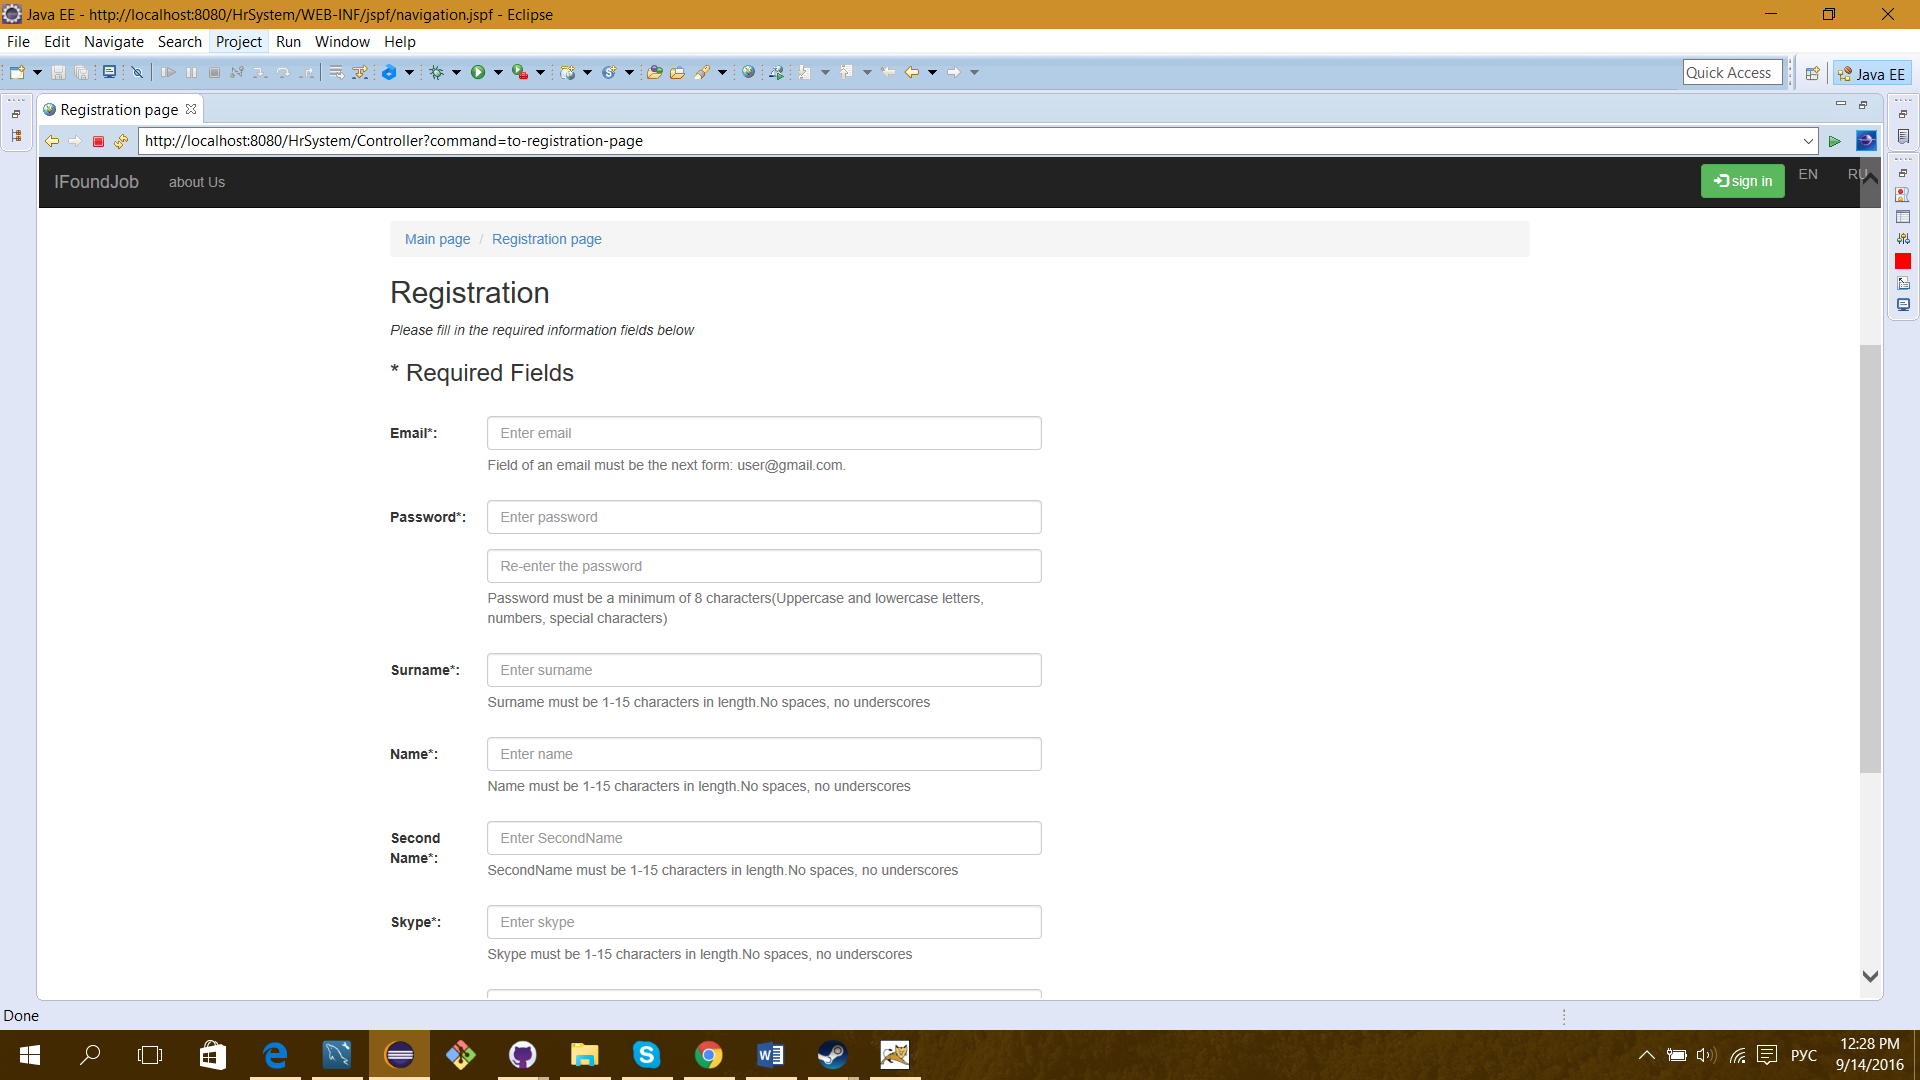 Java EE - http://localhost:8080/HrSystem/WEB-INF/jspf/navigation.jspf - Eclipse
File Edit Navigate Search Project Run Window Help
Quick Access
Java EE
Registration page
http://localhost:8080/HrSystem/Controller?command=to-registration-page
IFoundJob about Us sign in EN RU
Main page / Registration page
Registration
Please fill in the required information fields below
* Required Fields
Email*: Enter email
Field of an email must be the next form: user@gmail.com.
Password*: Enter password
Re-enter the password
Password must be a minimum of 8 characters(Uppercase and lowercase letters,
numbers, special characters)
Surname*: Enter surname
Surname must be 1-15 characters in length.No spaces, no underscores
Name*: Enter name
Name must be 1-15 characters in length.No spaces, no underscores
Second
Name*:
Enter SecondName
SecondName must be 1-15 characters in length.No spaces, no underscores
Skype*: Enter skype
Skype must be 1-15 characters in length.No spaces, no underscores
Done
РУС
12:28 PM
9/14/2016